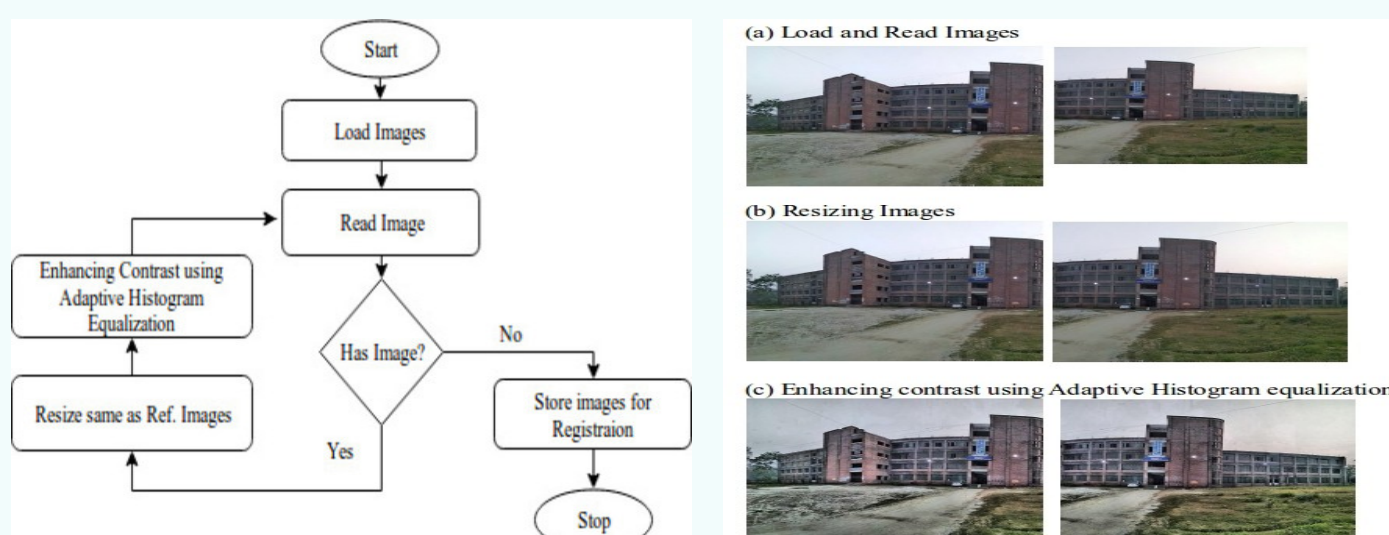 Start
Load Images
Read Image
Enhancing Contrast using
Adaptive Histogram
Equalization
Has Image?
No
Resize same as Ref. Images
Store images for
Registraion
Yes
Stop
(a) Load and Read Images
(b) Resizing Images
(c) Enhancing contrast using Adaptive Histogram equalization